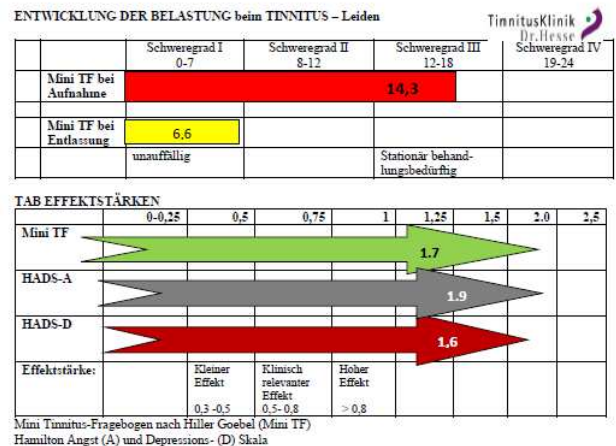 ENTWICKLUNG DER BELASTUNG beim TINNITUS – Leiden
TinnitusKlinik
Dr.Hesse
Schweregrad I Schweregrad II Schweregrad III Schweregrad IV
0-7 8-12 12-18 19-24
Mini TF bei
Aufnahme 14,3
Mini TF bei
Entlassung 6,6
unauffällig Stationär behand-
lungsbedürftig
TAB EFFEKTSTÄRKEN
0-0,25 0,5 0,75 1 1,25 1,5 2.0 2,5
Mini TF
1.7
HADS-A
1.9
HADS-D
1,6
Effektstärke: Kleiner Klinisch Hoher
Effekt relevanter Effekt
Effekt
0,3 -0,5 0,5- 0,8 > 0,8
Mini Tinnitus-Fragebogen nach Hiller Goebel (Mini TF)
Hamilton Angst (A) und Depressions- (D) Skala